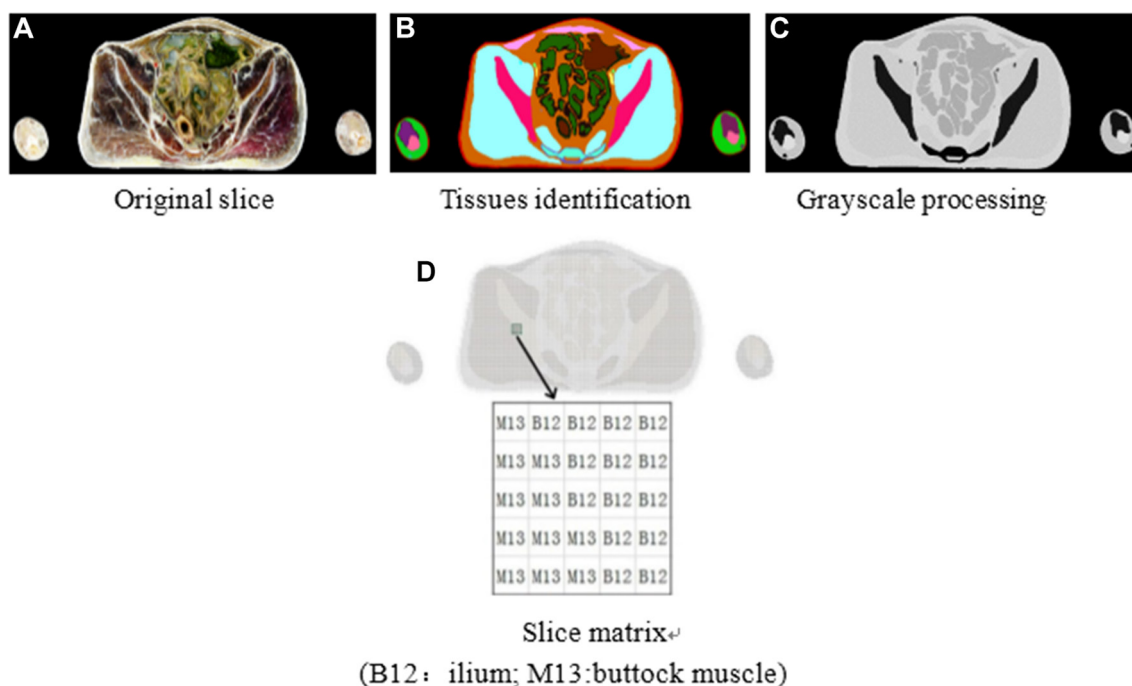 A B C
Original slice Tissues identification Grayscale processing
D
M13 B12 B12 B12 B12
M13 M13 B12 B12 B12
M13 M13 B12 B12 B12
M13 M13 M13 B12 B12
M13 M13 M13 B12 B12
Slice matrix↵
(B12: ilium; M13:buttock muscle)